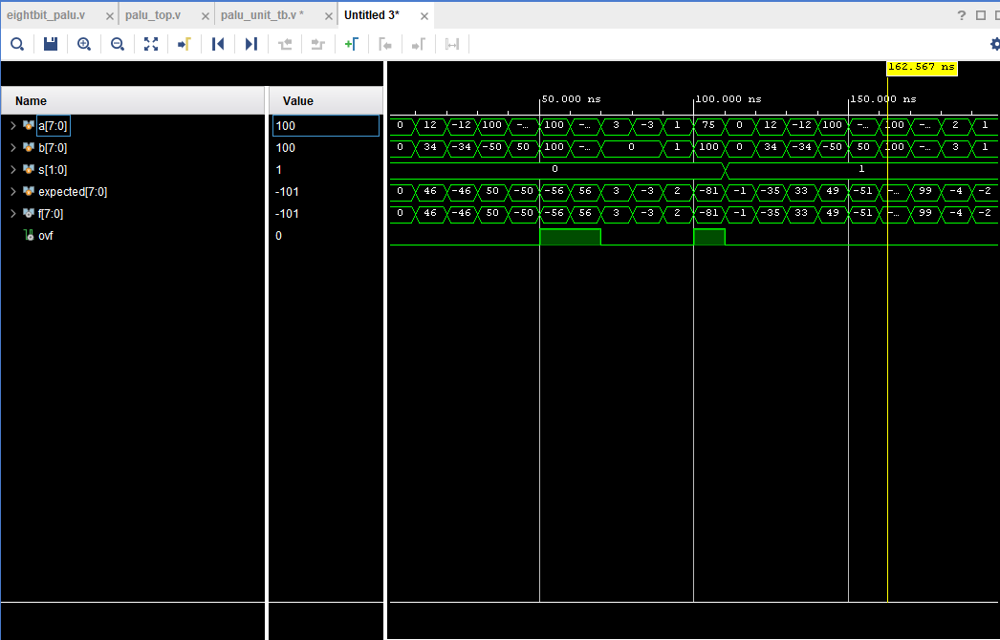 eightbit_palu.v × palu_top.v × palu_unit_tb.v * × Untitled 3* × ?
162.567 ns
Name Value
50.000 ns 100.000 ns 150.000 ns
a[7:0] 100 0 12 -12 100 -... 100 -... 3 -3 1 75 0 12 -12 100 -... 100 -... 2 1
b[7:0] 100 0 34 -34 -50 50 100 -... 0 1 100 0 34 -34 -50 50 100 -... 3 1
s[1:0] 1 0 1
expected[7:0] -101 0 46 -46 50 -50 -56 56 3 -3 2 -81 -1 -35 33 49 -51 -... 99 -4 -2
f[7:0] -101 0 46 -46 50 -50 -56 56 3 -3 2 -81 -1 -35 33 49 -51 -... 99 -4 -2
ovf 0